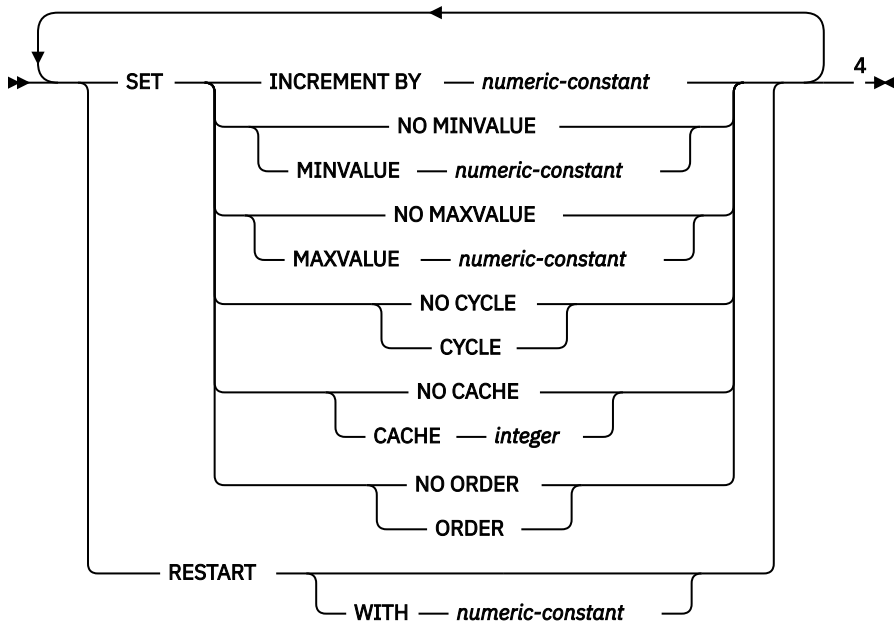 4
SET INCREMENT BY numeric-constant
NO MINVALUE
MINVALUE numeric-constant
NO MAXVALUE
MAXVALUE numeric-constant
NO CYCLE
CYCLE
NO CACHE
CACHE integer
NO ORDER
ORDER
RESTART
WITH numeric-constant